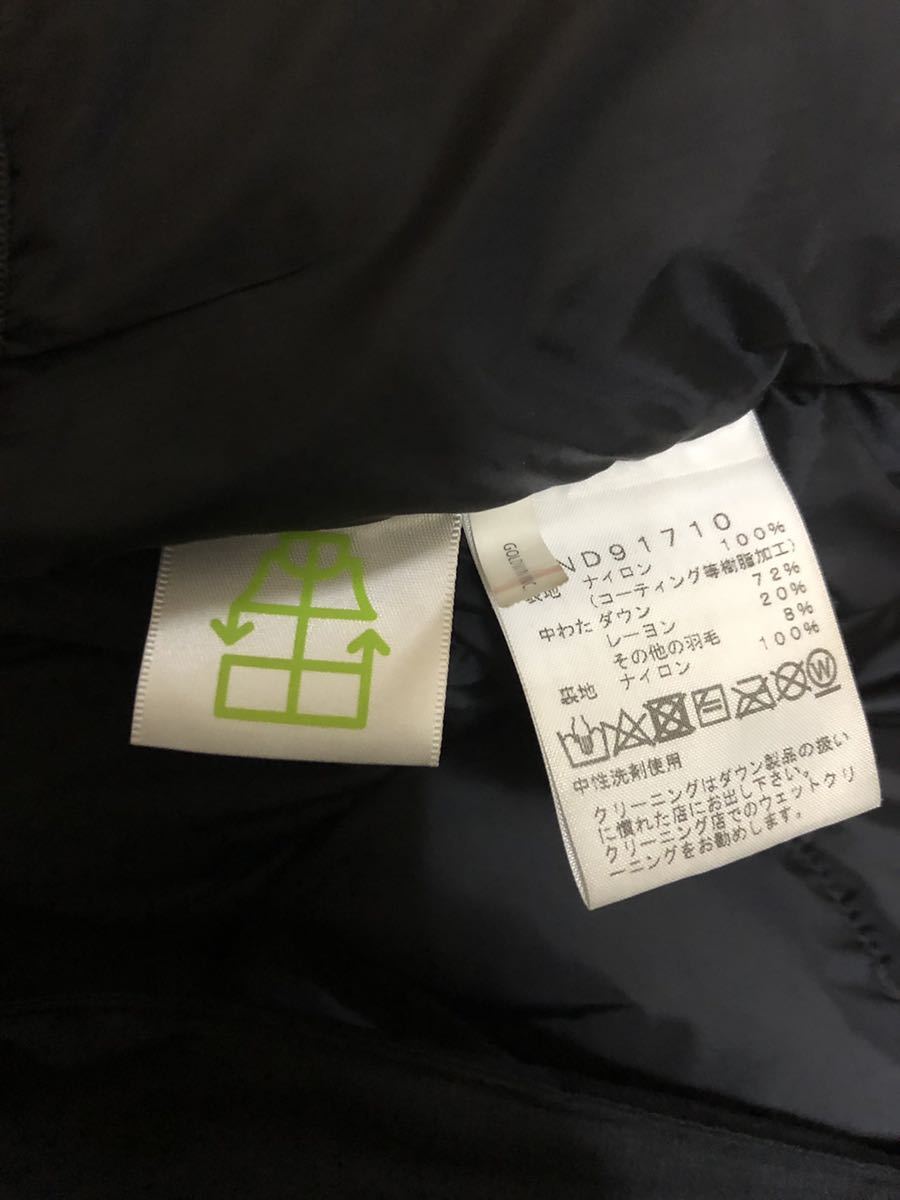 GOLDWINC
ND91710
表地 ナイロン 100%
(コーティング等樹脂加工)
中わた ダウン 72%
レーヨン 20%
その他の羽毛 8%
裏地 ナイロン 100%
W
中性洗剤使用
クリーニングはダウン製品の扱い
に慣れた店にお出し下さい。
クリーニング店でのウェットクリ
ーニングをお勧めします。